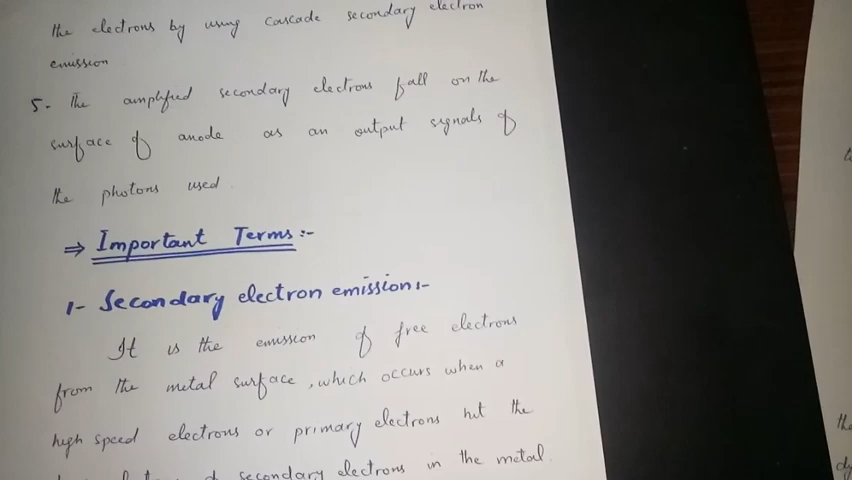 the electrons by using cascade secondary electron
emission
5- The amplified secondary electrons fall on the
surface of anode as an output signals of
the photons used.
⇒ Important Terms:-
1- Secondary electron emission:-
It is the emission of free electrons
from the metal surface, which occurs when a
high speed electrons or primary electrons hit the
secondary electrons in the metal.
the